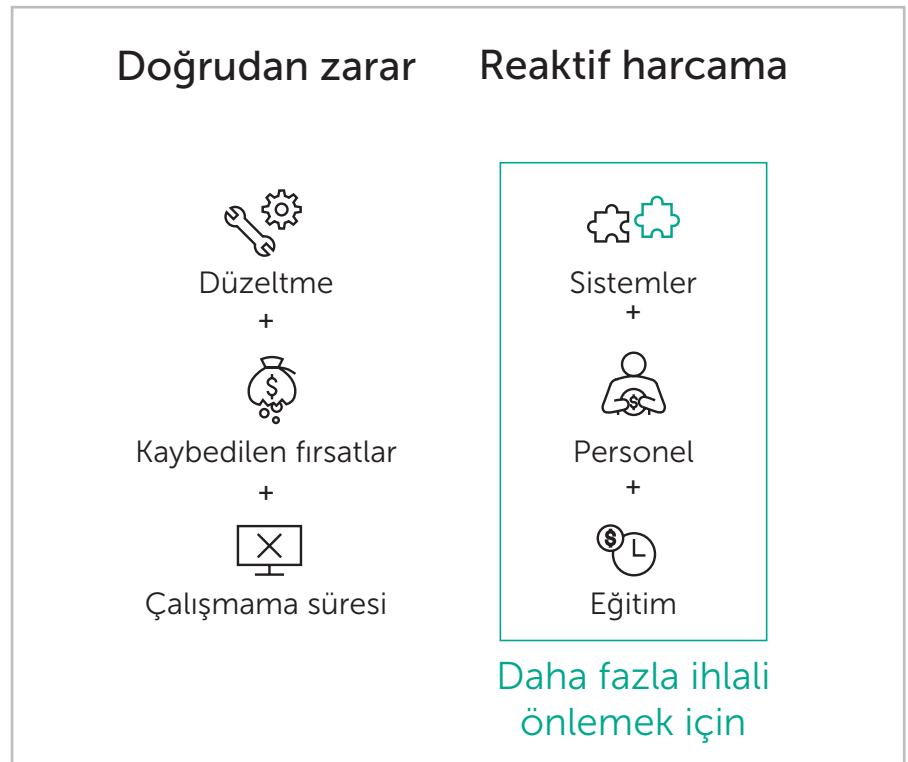 Doğrudan zarar
Düzeltme
+
Kaybedilen fırsatlar
+
Çalışmama süresi
Reaktif harcama
Sistemler
+
$
Personel
+
$
Eğitim
Daha fazla ihlali
önlemek için